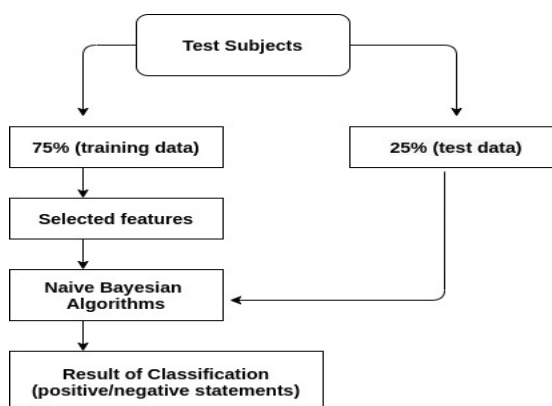 Test Subjects
75% (training data)
25% (test data)
Selected features
Naive Bayesian
Algorithms
Result of Classification
(positive/negative statements)